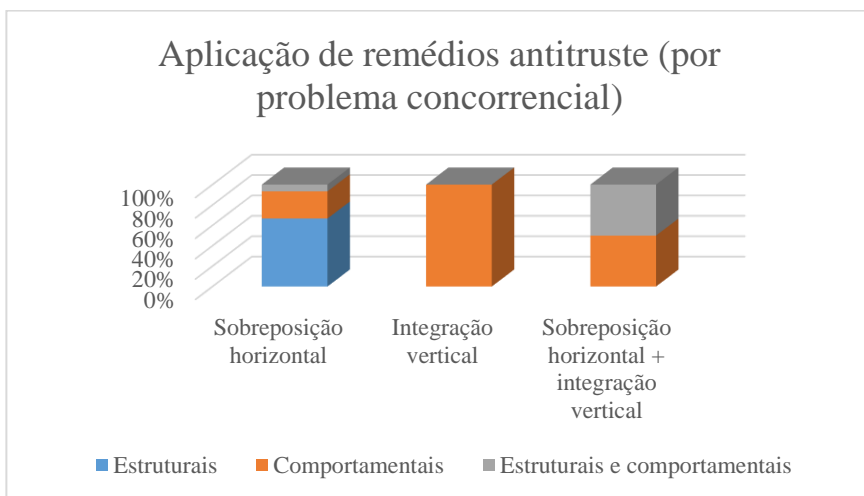 Aplicação de remédios antitruste (por
problema concorrencial)
100%
80%
60%
40%
20%
0%
Sobreposição
horizontal
Integração
vertical
Sobreposição
horizontal +
integração
vertical
Estruturais
Comportamentais
Estruturais e comportamentais